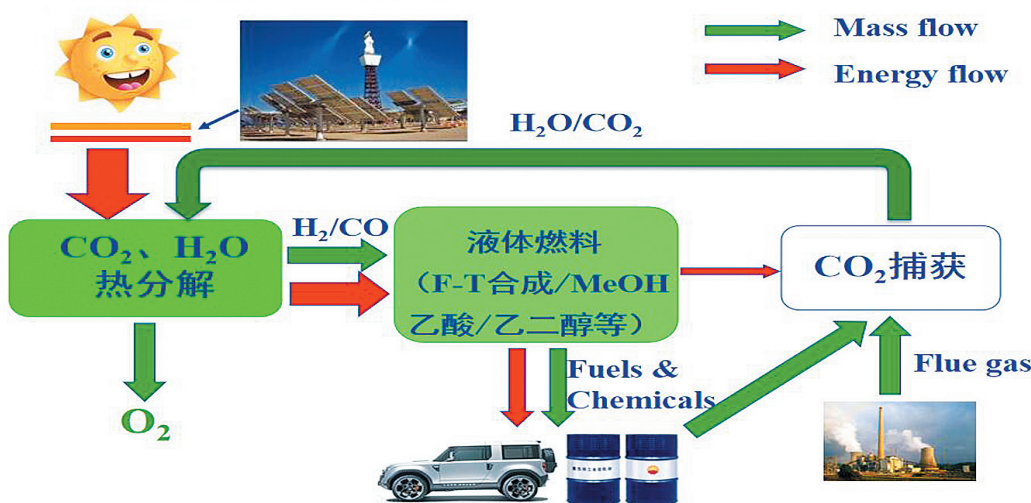 Mass flow
Energy flow
H₂O/CO₂
CO₂、H₂O
热分解
H₂/CO
液体燃料
（F-T合成/MeOH
乙酸/乙二醇等）
CO₂捕获
O₂
Fuels &
Chemicals
Flue gas